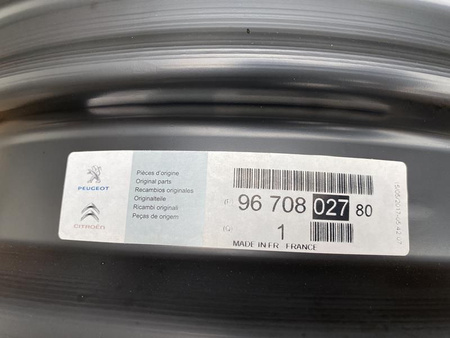 PEUGEOT
CITROËN
Pièces d'origine
Original parts
Recambios originales
Originalteile
Ricambi originali
Peças de origem
96 708 027 80
1
MADE IN FR FRANCE